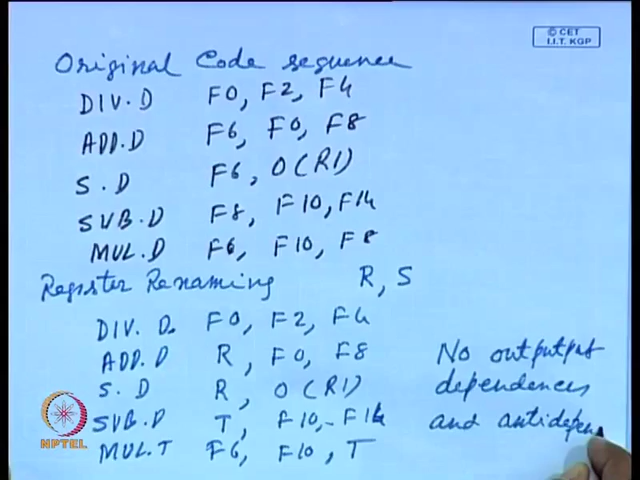 © CET
I.I.T. KGP
Original Code sequence
DIV.D F0, F2, F4
ADD.D F6, F0, F8
S.D F6, 0(R1)
SUB.D F8, F10, F14
MUL.D F6, F10, F8
Register Renaming R, S
DIV.D. F0, F2, F4
ADD.D R, F0, F8
S.D R, 0(R1)
SUB.D T, F10, F14
MUL.T F6, F10, T
No outputput
dependences
and antidepen
NPTEL